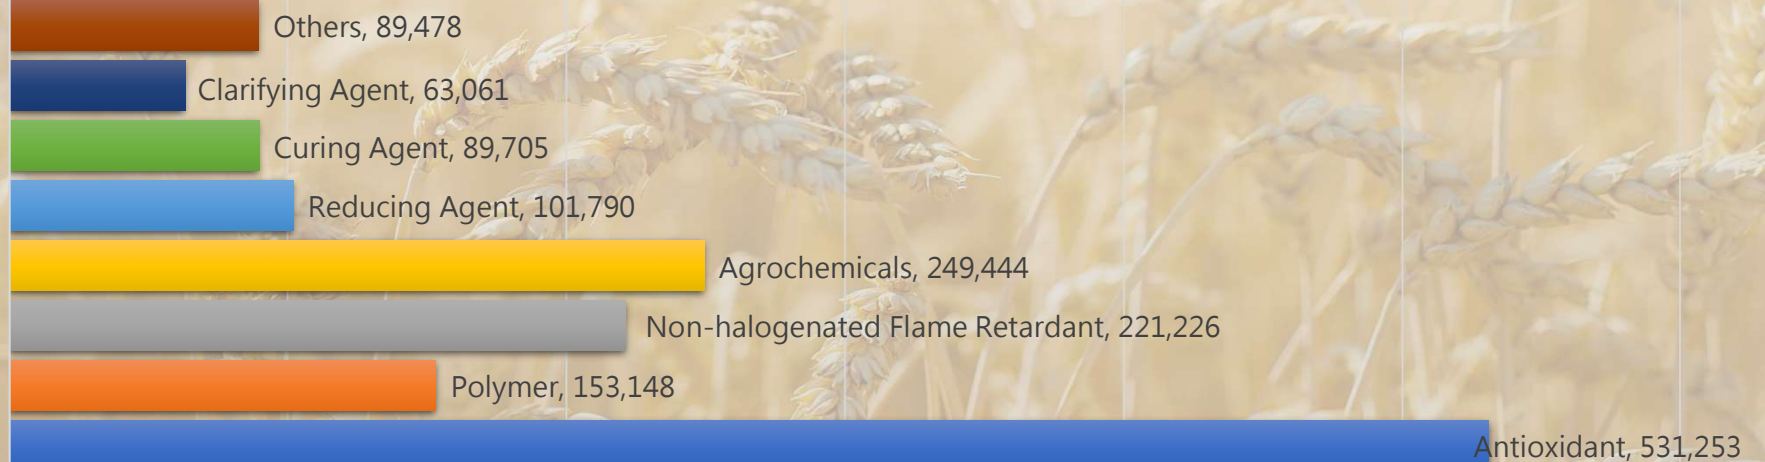 Others, 89,478
Clarifying Agent, 63,061
Curing Agent, 89,705
Reducing Agent, 101,790
Agrochemicals, 249,444
Non-halogenated Flame Retardant, 221,226
Polymer, 153,148
Antioxidant, 531,253